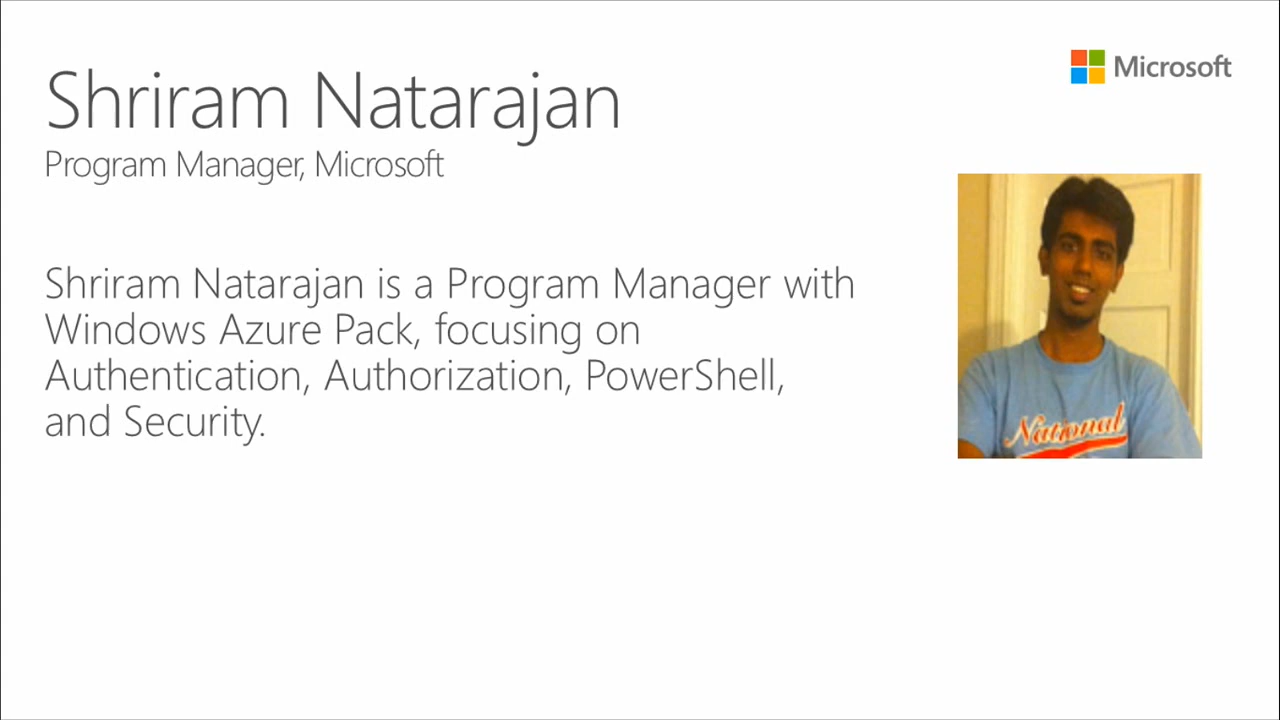 Shriram Natarajan
Microsoft
Program Manager, Microsoft
Shriram Natarajan is a Program Manager with
Windows Azure Pack, focusing on
Authentication, Authorization, PowerShell,
and Security.
National